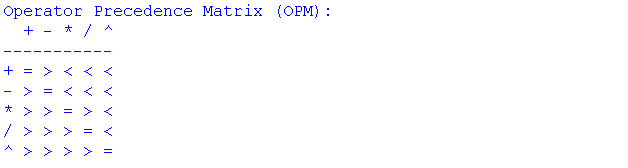 Operator Precedence Matrix (OPM):
  + - * / ^
-----------
+ = > < < <
- > = < < <
* > > = > <
/ > > > = <
^ > > > > =